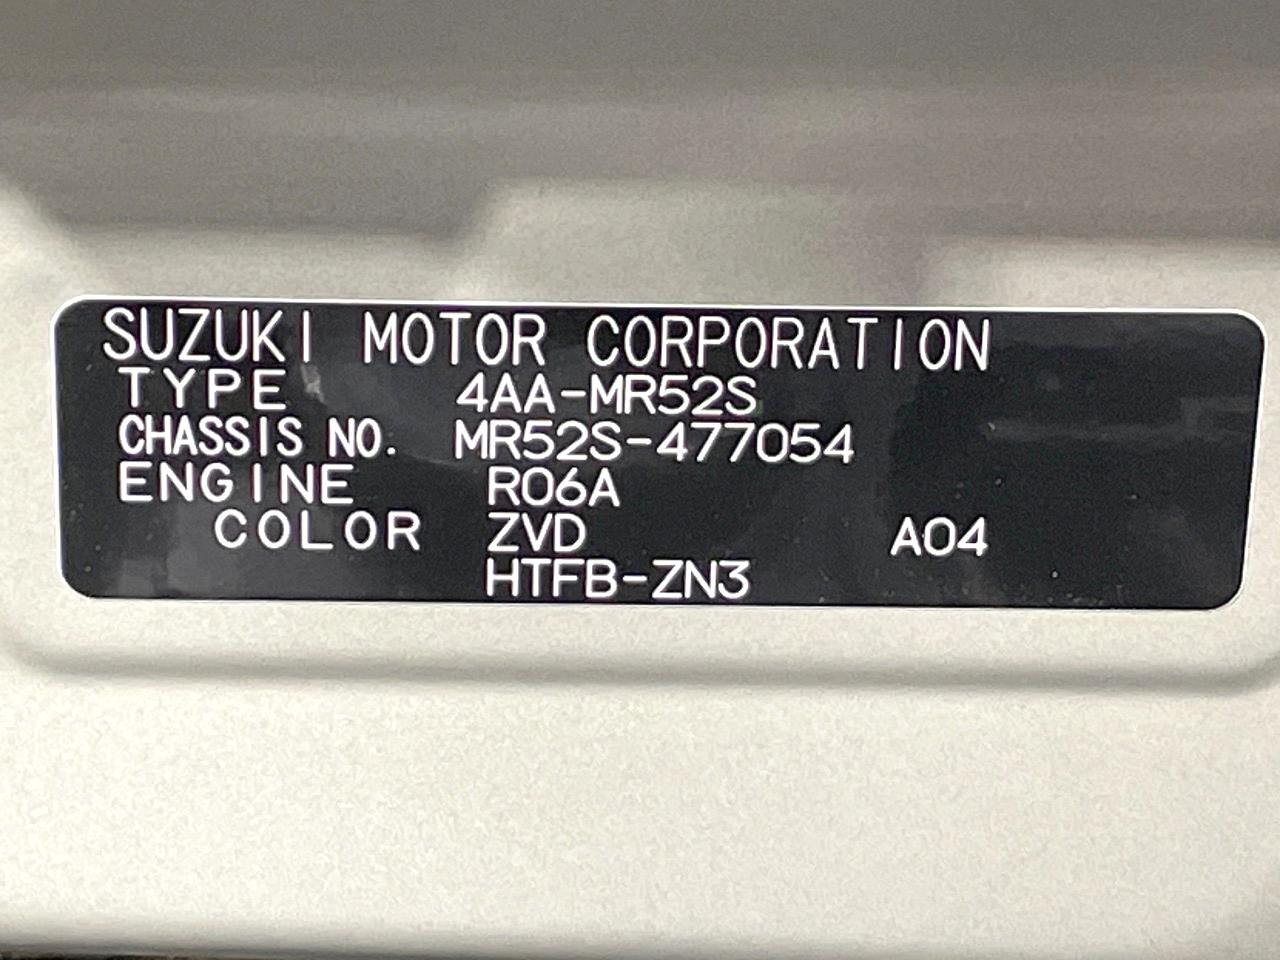 SUZUKI MOTOR CORPORATION
TYPE 4AA-MR52S
CHASSIS NO. MR52S-477054
ENGINE R06A
COLOR ZVD A04
HTFB-ZN3